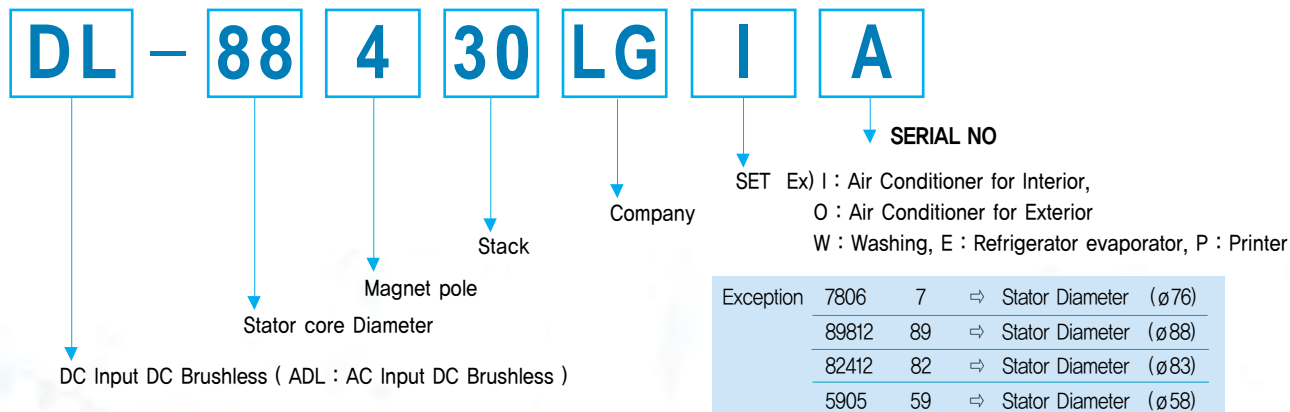 DL - 88 4 30 LG I A
SERIAL NO
SET Ex) I : Air Conditioner for Interior,
O : Air Conditioner for Exterior
W : Washing, E : Refrigerator evaporator, P : Printer
Company
Stack
Magnet pole
Stator core Diameter
DC Input DC Brushless ( ADL : AC Input DC Brushless )
Exception 7806 7 ⇨ Stator Diameter (ø76)
89812 89 ⇨ Stator Diameter (ø88)
82412 82 ⇨ Stator Diameter (ø83)
5905 59 ⇨ Stator Diameter (ø58)